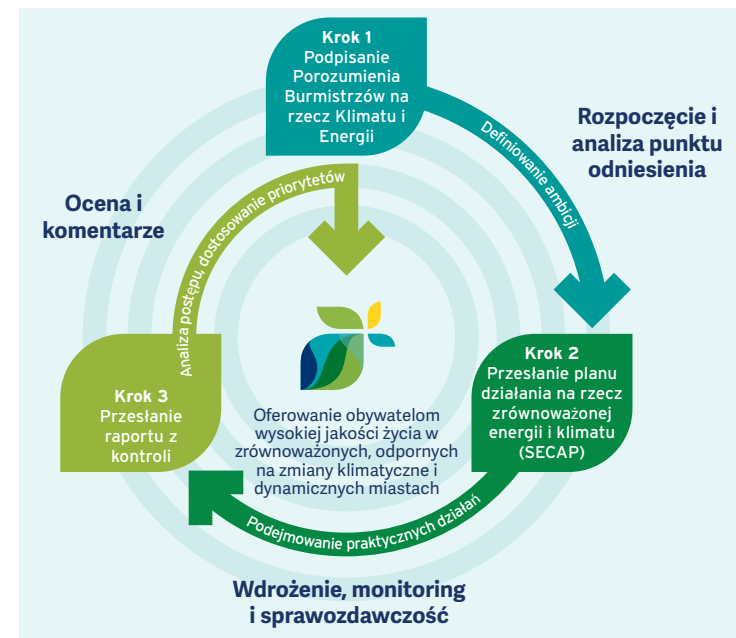 Krok 1
Podpisanie
Porozumienia
Burmistrzów na
rzecz Klimatu i
Energii
Definiowanie ambicji
Rozpoczęcie i
analiza punktu
odniesienia
Krok 2
Przesłanie planu
działania na rzecz
zrównoważonej
energii i klimatu
(SECAP)
Podejmowanie praktycznych działań
Wdrożenie, monitoring
i sprawozdawczość
Krok 3
Przesłanie
raportu z
kontroli
Analiza postępu, dostosowanie priorytetów
Ocena i
komentarze
Oferowanie obywatelom
wysokiej jakości życia w
zrównoważonych, odpornych
na zmiany klimatyczne i
dynamicznych miastach